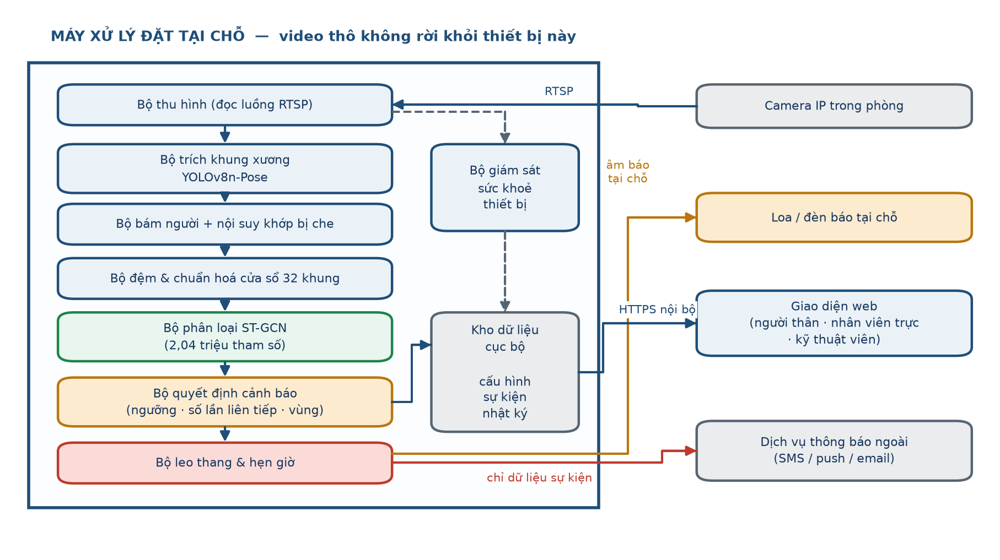 MÁY XỬ LÝ ĐẶT TẠI CHỖ — video thô không rời khỏi thiết bị này
RTSP
Bộ thu hình (đọc luồng RTSP)
Camera IP trong phòng
Bộ trích khung xương
YOLOv8n-Pose
Bộ giám sát
sức khoẻ
thiết bị
âm báo
tại chỗ
Bộ bám người + nội suy khớp bị che
Loa / đèn báo tại chỗ
Bộ đệm & chuẩn hoá cửa sổ 32 khung
HTTPS nội bộ
Giao diện web
(người thân · nhân viên trực
· kỹ thuật viên)
Bộ phân loại ST-GCN
(2,04 triệu tham số)
Kho dữ liệu
cục bộ
cấu hình
sự kiện
nhật ký
Bộ quyết định cảnh báo
(ngưỡng · số lần liên tiếp · vùng)
Bộ leo thang & hẹn giờ
chỉ dữ liệu sự kiện
Dịch vụ thông báo ngoài
(SMS / push / email)